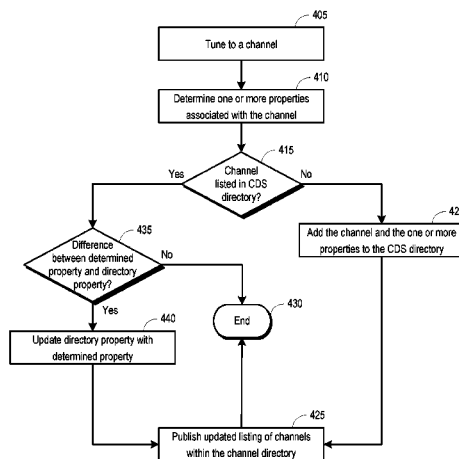 405
Tune to a channel
410
Determine one or more properties
associated with the channel
415
Channel
listed in CDS
directory?
Yes
No
Add the channel and the one or more
properties to the CDS directory
435
Difference
between determined
property and directory
property?
No
Yes
430
End
440
Update directory property with
determined property
425
Publish updated listing of channels
within the channel directory